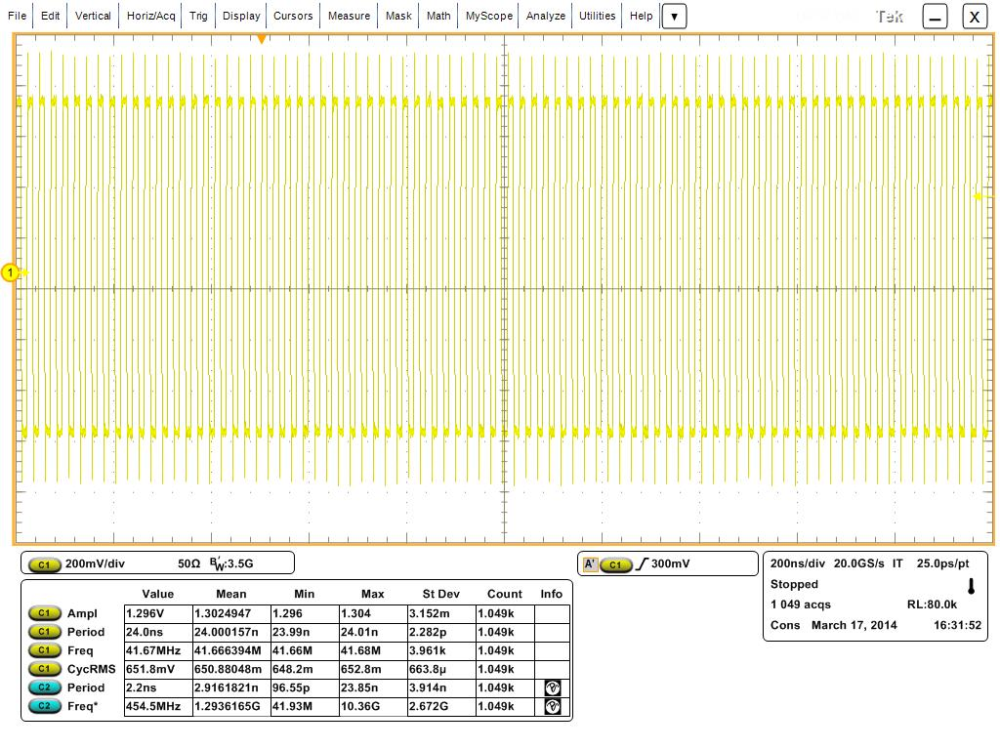 File Edit Vertical Horiz/Acq Trig Display Cursors Measure Mask Math MyScope Analyze Utilities Help ▼ Tek X
1
C1 200mV/div 50Ω B'W:3.5G
A' C1 300mV
200ns/div 20.0GS/s IT 25.0ps/pt
Stopped
1 049 acqs RL:80.0k
Cons March 17, 2014 16:31:52
Value Mean Min Max St Dev Count Info
C1 Ampl 1.296V 1.3024947 1.296 1.304 3.152m 1.049k
C1 Period 24.0ns 24.000157n 23.99n 24.01n 2.282p 1.049k
C1 Freq 41.67MHz 41.666394M 41.66M 41.68M 3.961k 1.049k
C1 CycRMS 651.8mV 650.88048m 648.2m 652.8m 663.8µ 1.049k
C2 Period 2.2ns 2.9161821n 96.55p 23.85n 3.914n 1.049k
C2 Freq* 454.5MHz 1.2936165G 41.93M 10.36G 2.672G 1.049k